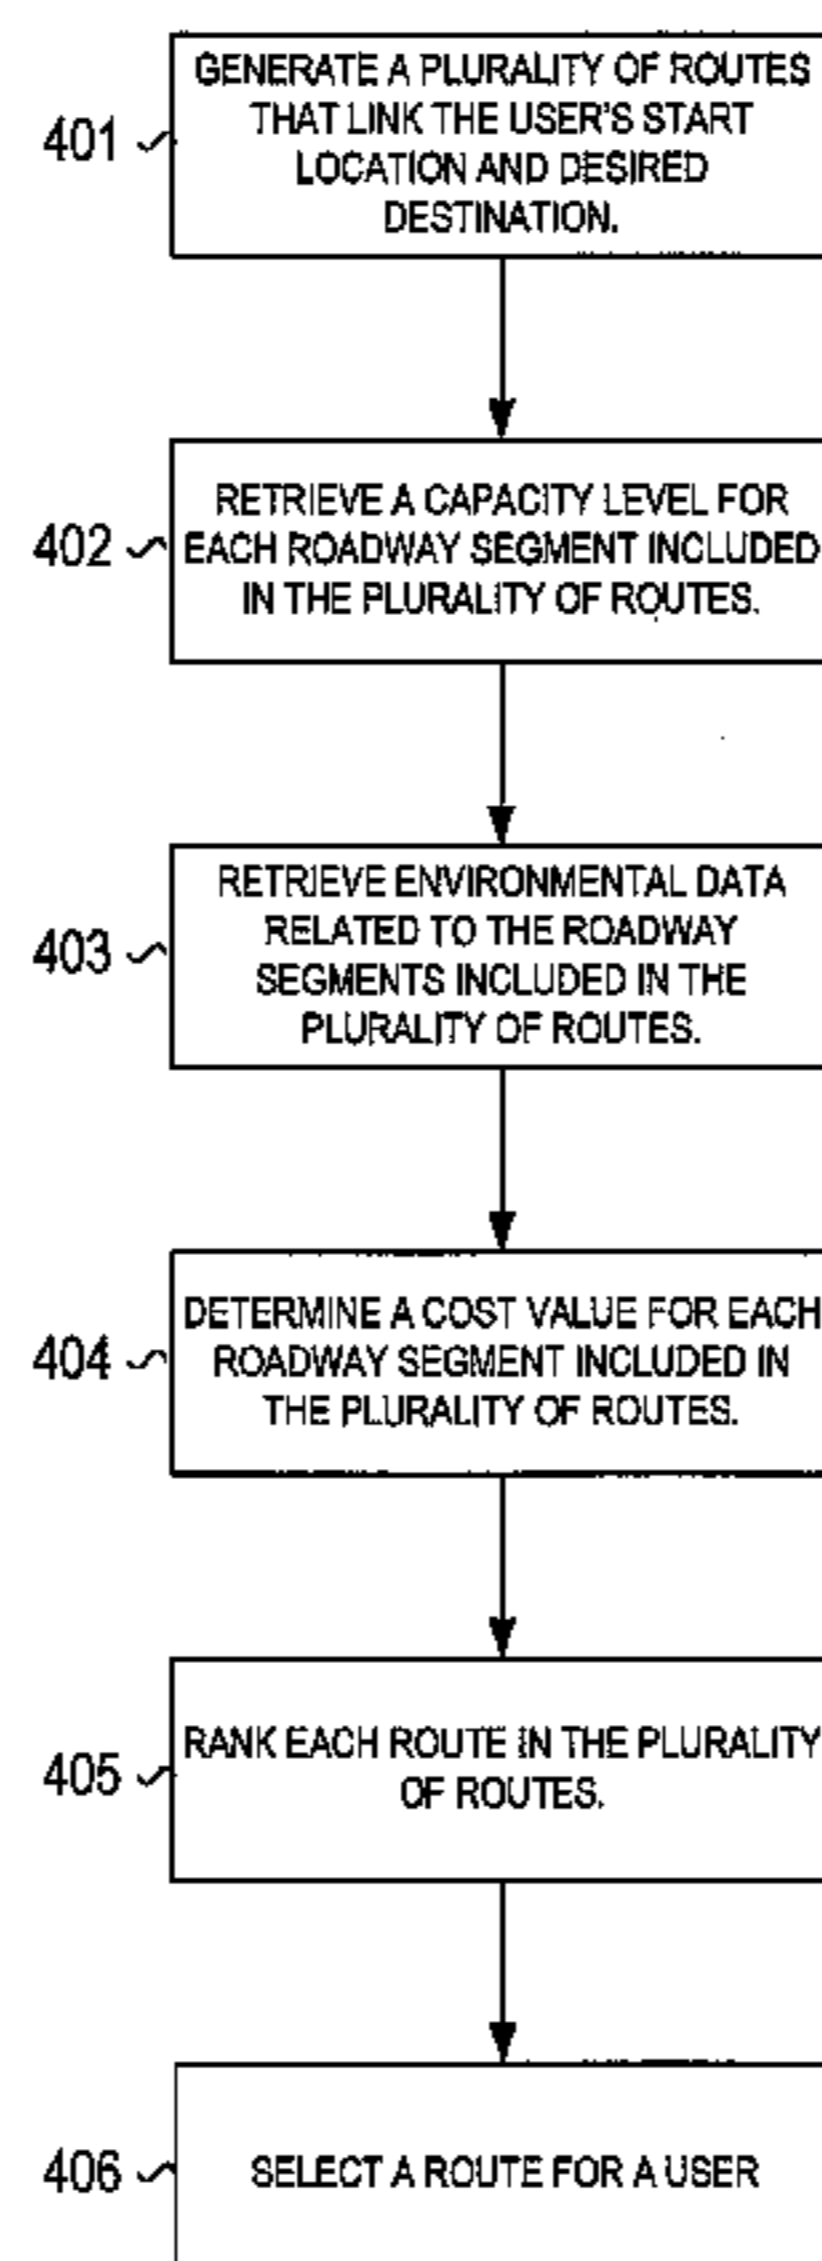 GENERATE A PLURALITY OF ROUTES
THAT LINK THE USER'S START
LOCATION AND DESIRED
DESTINATION.
401
RETRIEVE A CAPACITY LEVEL FOR
EACH ROADWAY SEGMENT INCLUDED
IN THE PLURALITY OF ROUTES.
402
RETRIEVE ENVIRONMENTAL DATA
RELATED TO THE ROADWAY
SEGMENTS INCLUDED IN THE
PLURALITY OF ROUTES.
403
DETERMINE A COST VALUE FOR EACH
ROADWAY SEGMENT INCLUDED IN
THE PLURALITY OF ROUTES.
404
RANK EACH ROUTE IN THE PLURALITY
OF ROUTES.
405
SELECT A ROUTE FOR A USER
406